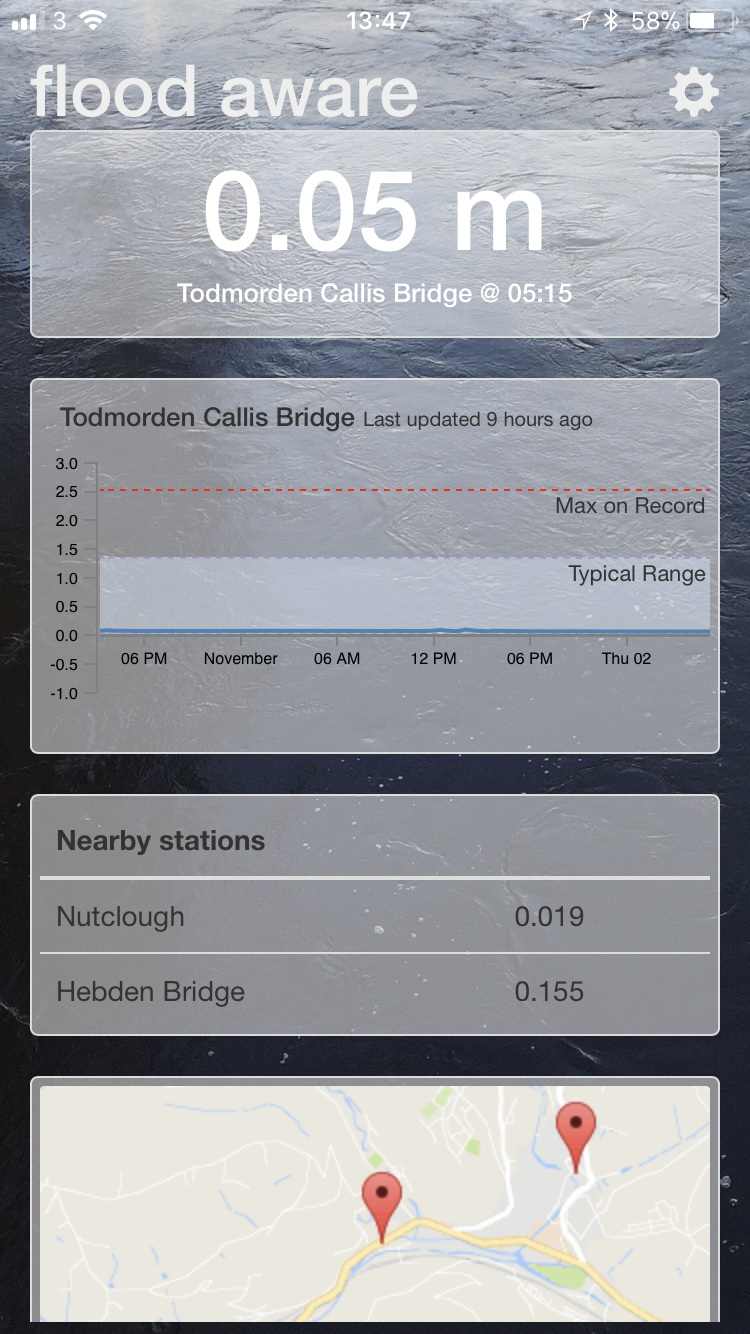 3 13:47 58%
flood aware
0.05 m
Todmorden Callis Bridge @ 05:15
Todmorden Callis Bridge Last updated 9 hours ago
3.0
2.5
Max on Record
2.0
1.5
Typical Range
1.0
0.5
0.0
06 PM November 06 AM 12 PM 06 PM Thu 02
-0.5
-1.0
Nearby stations
Nutclough 0.019
Hebden Bridge 0.155